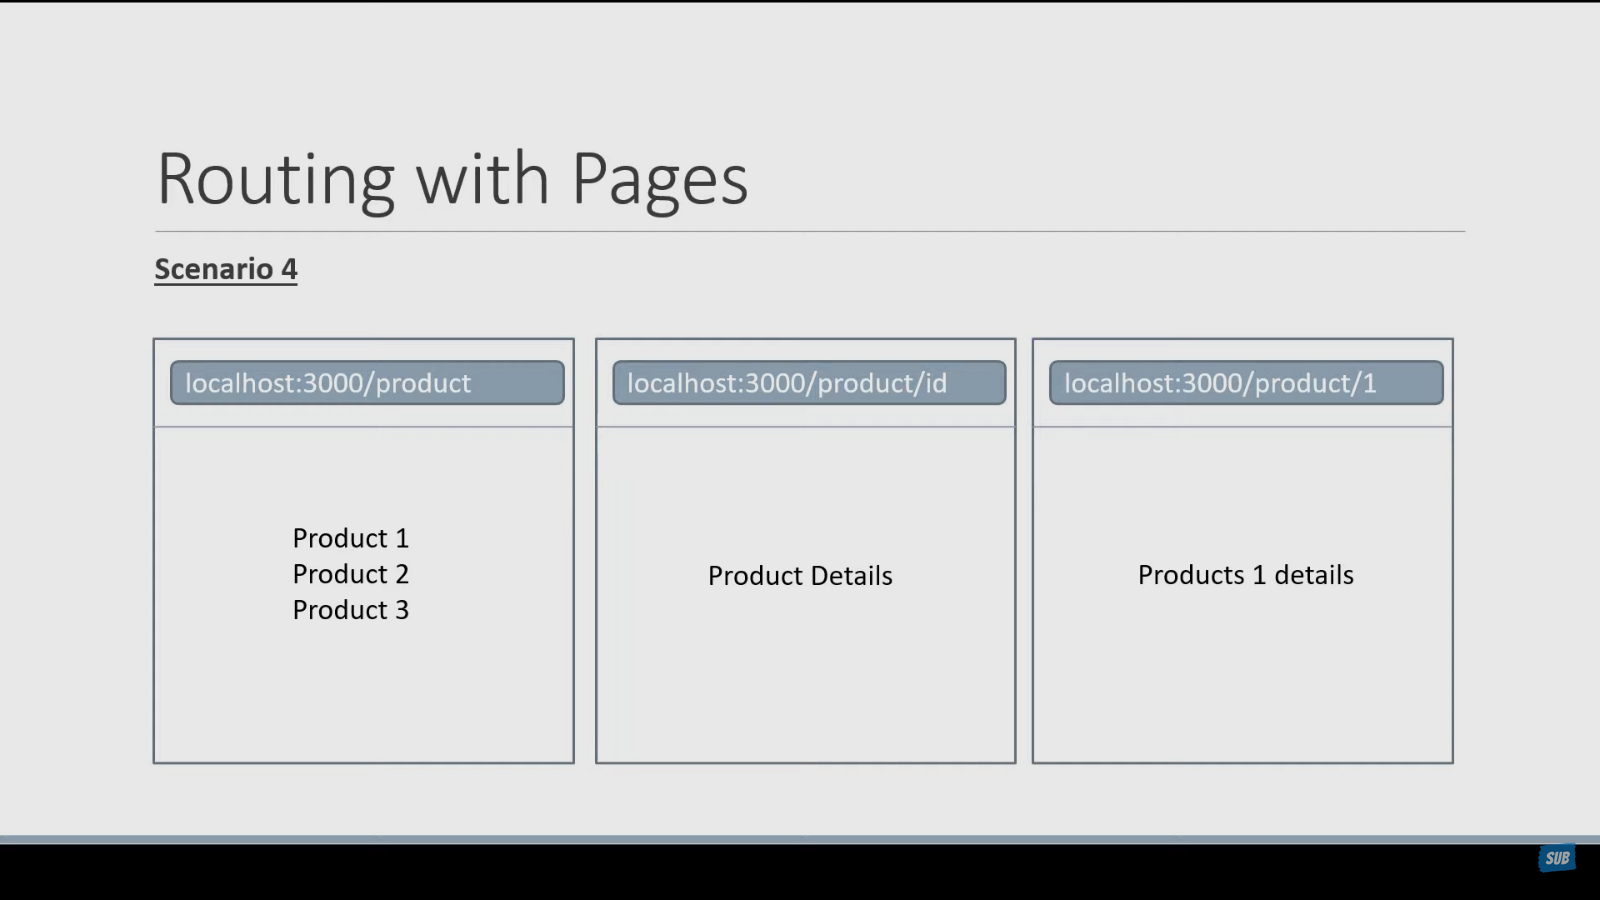 Routing with Pages
Scenario 4
localhost:3000/product
Product 1
Product 2
Product 3
localhost:3000/product/id
Product Details
localhost:3000/product/1
Products 1 details
SUB